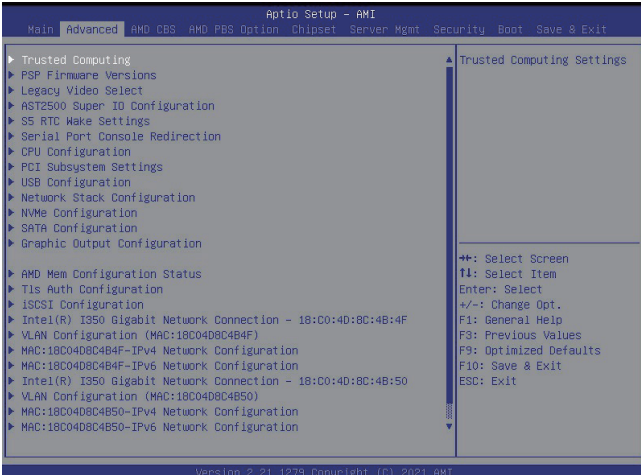 Aptio Setup – AMI
Main Advanced AMD CBS AMD PBS Option Chipset Server Mgmt Security Boot Save & Exit
Trusted Computing
PSP Firmware Versions
Legacy Video Select
AST2500 Super IO Configuration
S5 RTC Wake Settings
Serial Port Console Redirection
CPU Configuration
PCI Subsystem Settings
USB Configuration
Network Stack Configuration
NVMe Configuration
SATA Configuration
Graphic Output Configuration
AMD Mem Configuration Status
Tls Auth Configuration
iSCSI Configuration
Intel(R) I350 Gigabit Network Connection – 18:C0:4D:8C:4B:4F
VLAN Configuration (MAC:18C04D8C4B4F)
MAC:18C04D8C4B4F-IPv4 Network Configuration
MAC:18C04D8C4B4F-IPv6 Network Configuration
Intel(R) I350 Gigabit Network Connection – 18:C0:4D:8C:4B:50
VLAN Configuration (MAC:18C04D8C4B50)
MAC:18C04D8C4B50-IPv4 Network Configuration
MAC:18C04D8C4B50-IPv6 Network Configuration
Trusted Computing Settings
→←: Select Screen
↑↓: Select Item
Enter: Select
+/-: Change Opt.
F1: General Help
F3: Previous Values
F9: Optimized Defaults
F10: Save & Exit
ESC: Exit
Version 2.21.1279 Copyright (C) 2021 AMI